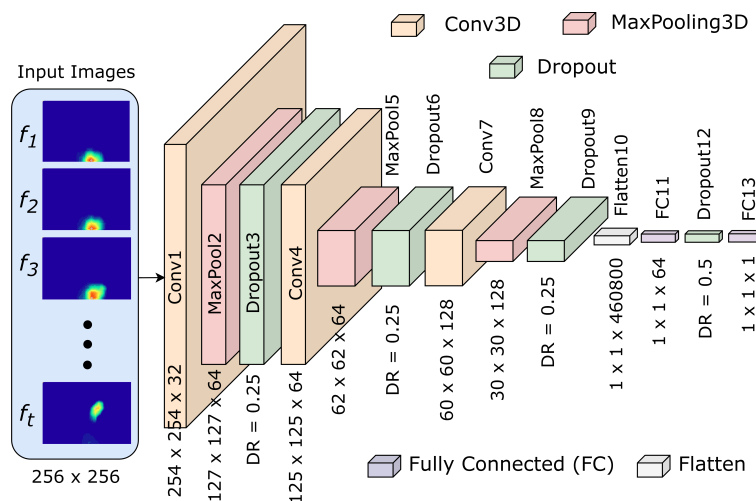 Conv3D
MaxPooling3D
Dropout
Input Images
f1
f2
f3
ft
256 x 256
Conv1
254 x 254 x 32
MaxPool2
127 x 127 x 64
Dropout3
DR = 0.25
Conv4
125 x 125 x 64
MaxPool5
62 x 62 x 64
Dropout6
DR = 0.25
Conv7
60 x 60 x 128
MaxPool8
30 x 30 x 128
Dropout9
DR = 0.25
Flatten10
1 x 1 x 460800
FC11
1 x 1 x 64
Dropout12
DR = 0.5
FC13
1 x 1 x 1
Fully Connected (FC)
Flatten